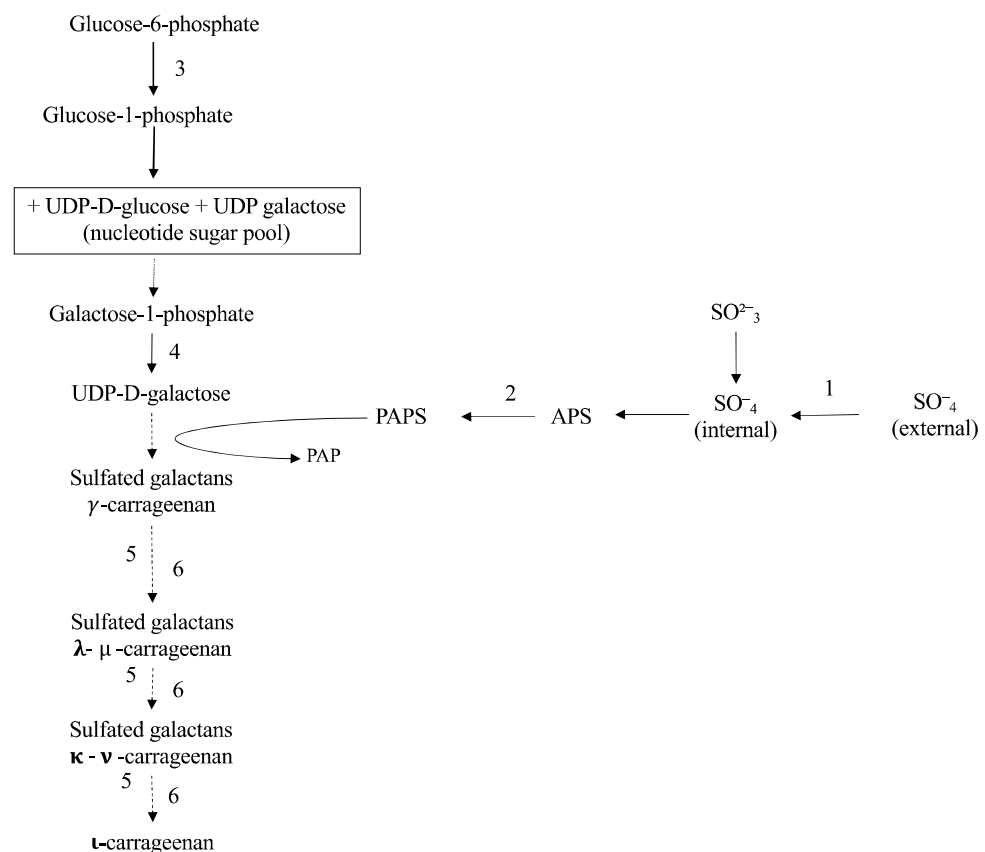 Glucose-6-phosphate
3
Glucose-1-phosphate
+ UDP-D-glucose + UDP galactose
(nucleotide sugar pool)
Galactose-1-phosphate
4
UDP-D-galactose
SO²⁻₃
1
SO⁻₄
(external)
SO⁻₄
(internal)
APS
2
PAPS
PAP
Sulfated galactans
γ-carrageenan
5
6
Sulfated galactans
λ- μ -carrageenan
5
6
Sulfated galactans
κ - ν -carrageenan
5
6
ι-carrageenan